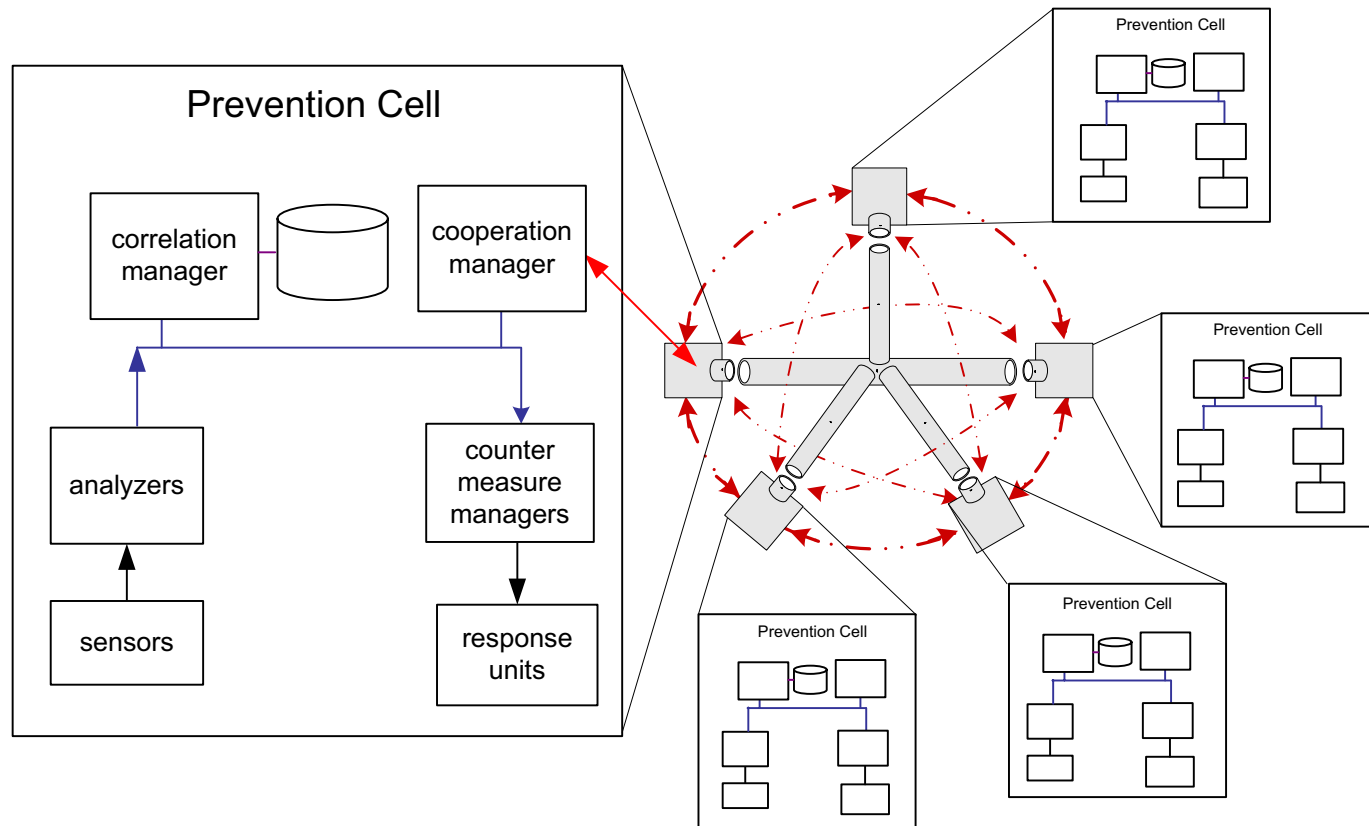 Prevention Cell
correlation
manager
cooperation
manager
analyzers
counter
measure
managers
sensors
response
units
Prevention Cell
Prevention Cell
Prevention Cell
Prevention Cell